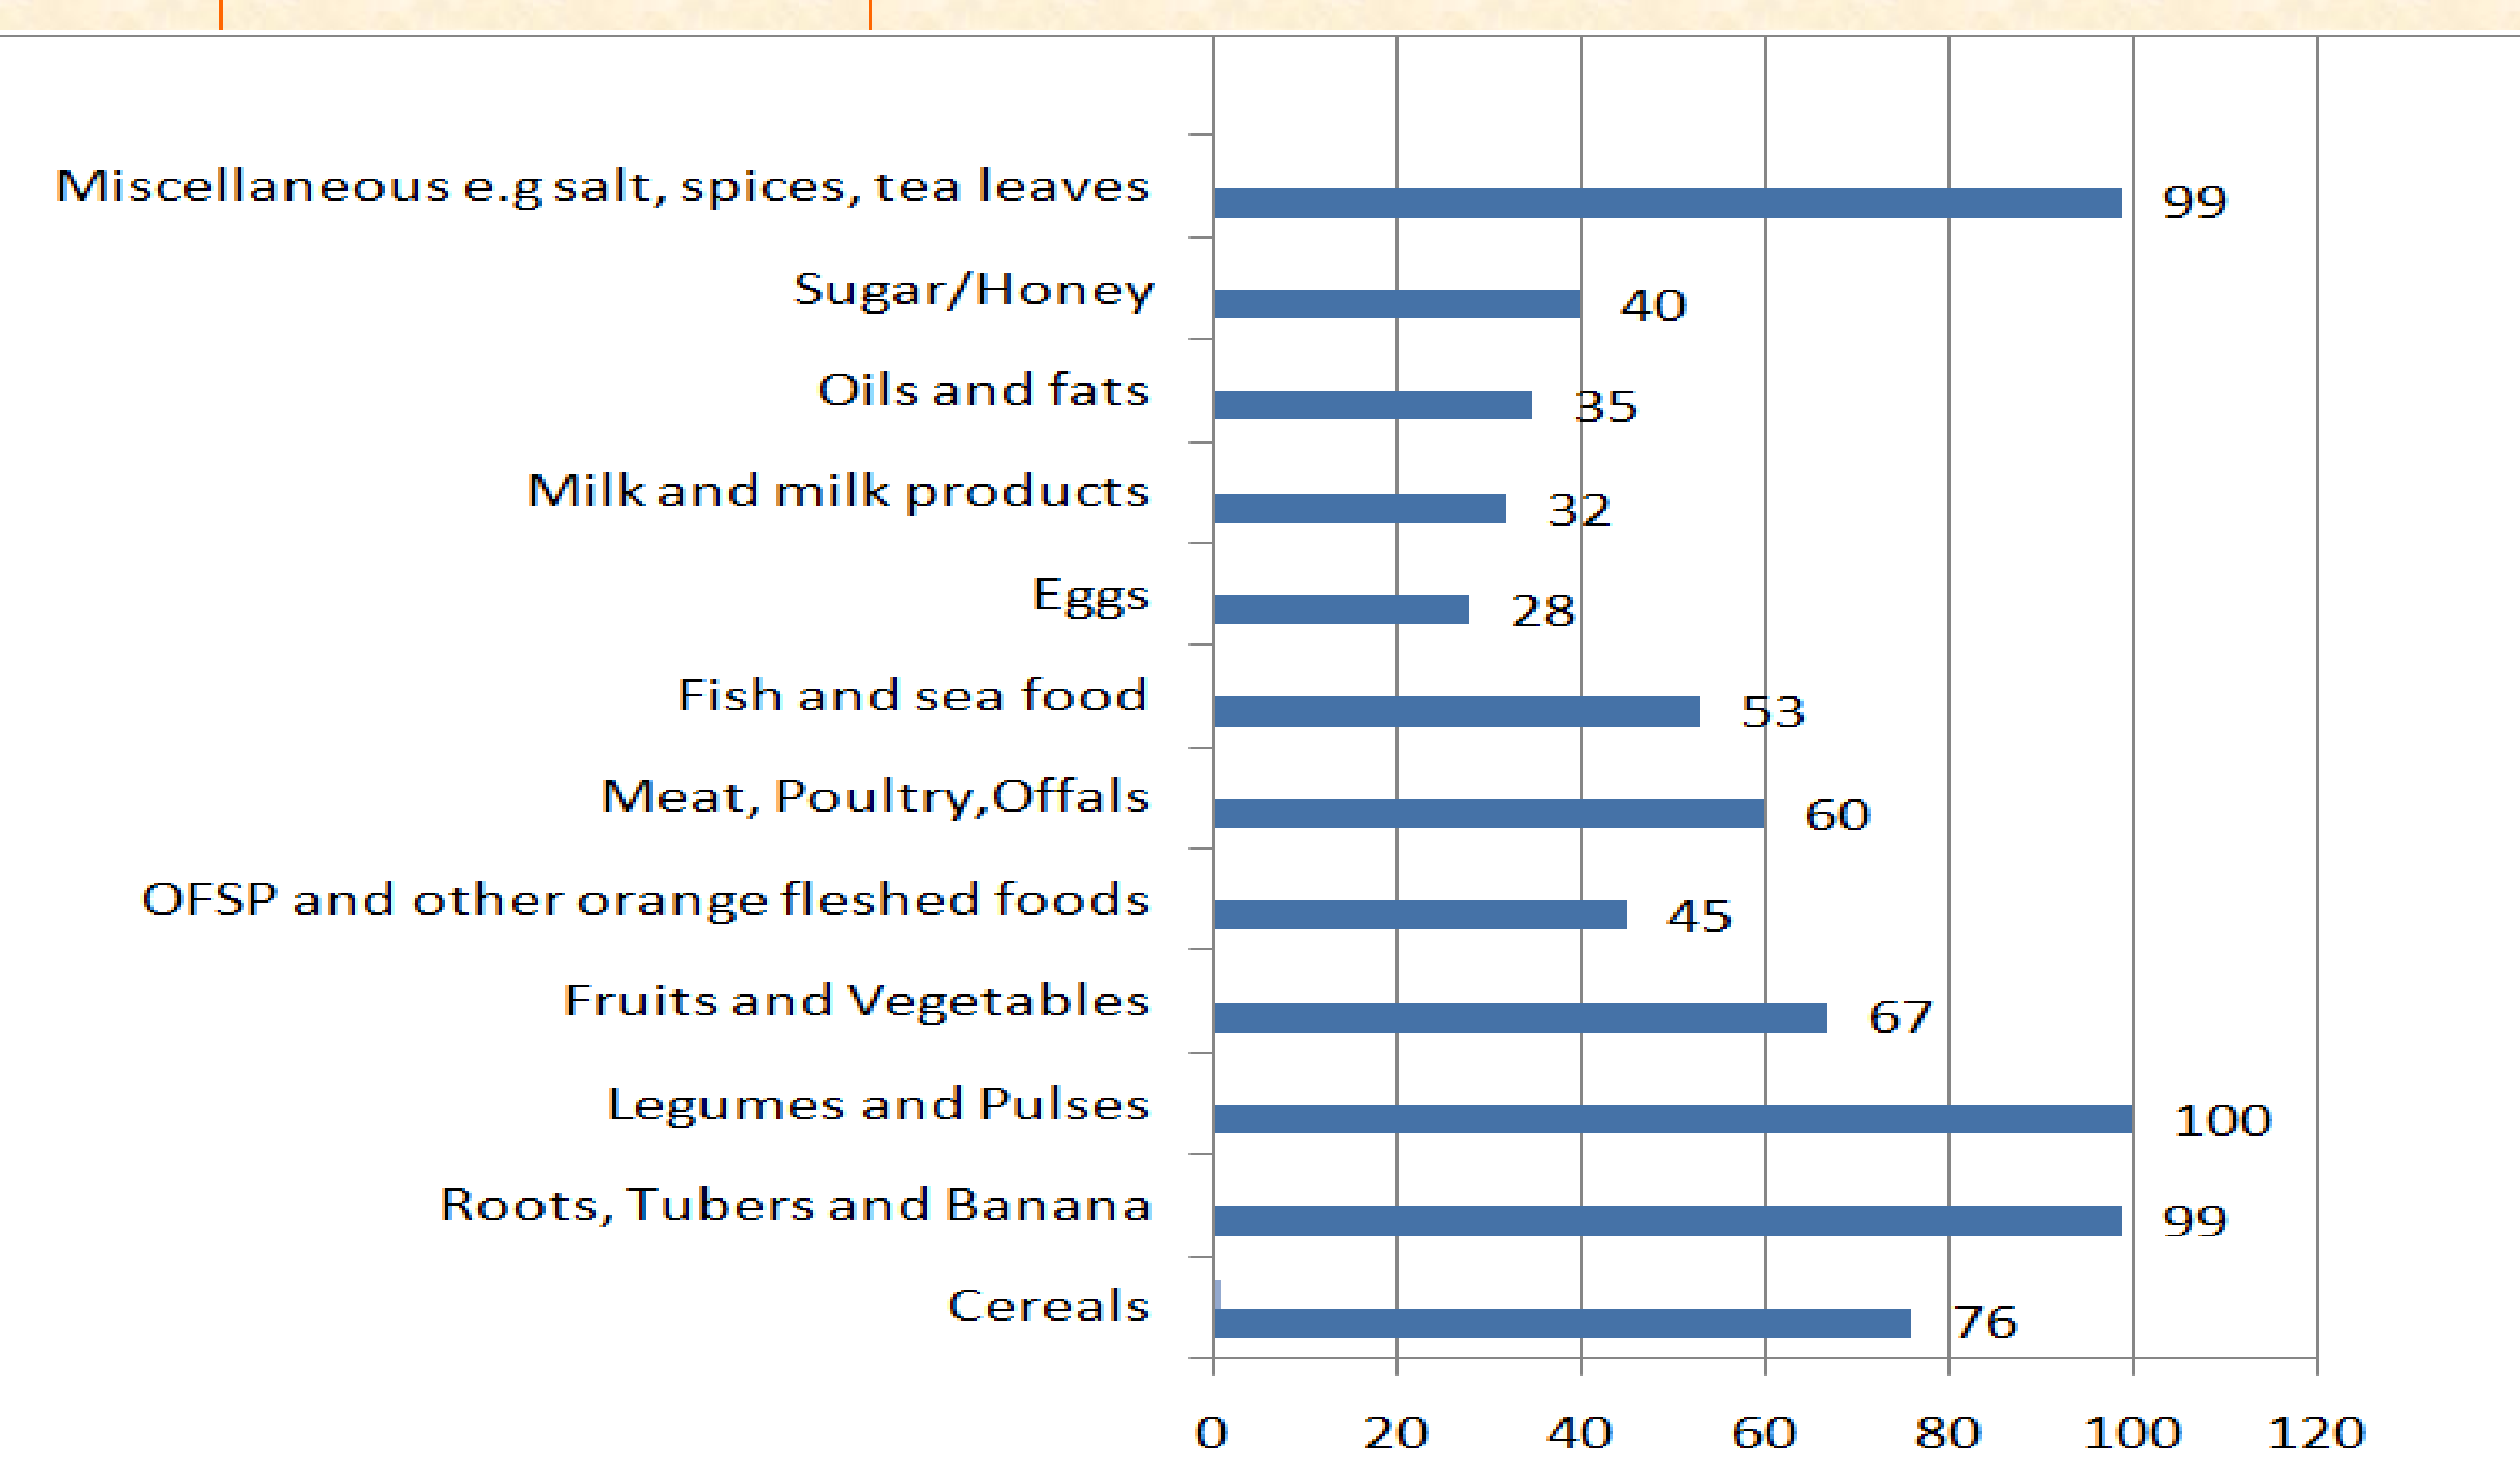 Miscellaneous e.g salt, spices, tea leaves 99
Sugar/Honey 40
Oils and fats 35
Milk and milk products 32
Eggs 28
Fish and sea food 53
Meat, Poultry,Offals 60
OFSP and other orange fleshed foods 45
Fruits and Vegetables 67
Legumes and Pulses 100
Roots, Tubers and Banana 99
Cereals 76
0 20 40 60 80 100 120